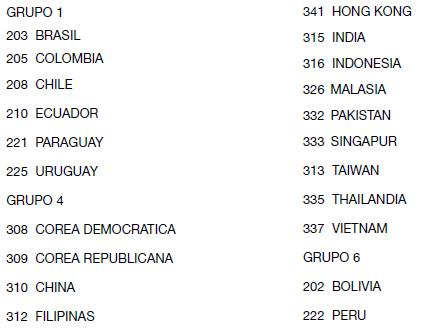 GRUPO 1
203 BRASIL
205 COLOMBIA
208 CHILE
210 ECUADOR
221 PARAGUAY
225 URUGUAY
GRUPO 4
308 COREA DEMOCRATICA
309 COREA REPUBLICANA
310 CHINA
312 FILIPINAS
341 HONG KONG
315 INDIA
316 INDONESIA
326 MALASIA
332 PAKISTAN
333 SINGAPUR
313 TAIWAN
335 THAILANDIA
337 VIETNAM
GRUPO 6
202 BOLIVIA
222 PERU